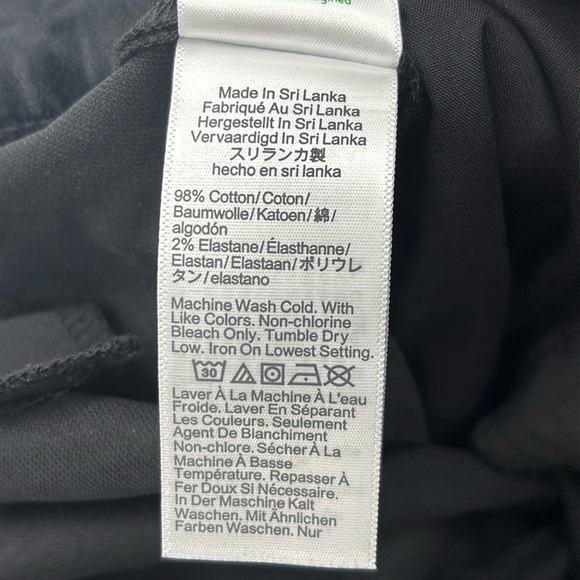 Made In Sri Lanka
Fabriqué Au Sri Lanka
Hergestellt In Sri Lanka
Vervaardigd In Sri Lanka
スリランカ製
hecho en sri lanka
98% Cotton/Coton/
Baumwolle/Katoen/綿/
algodón
2% Elastane/Élasthanne/
Elastan/Elastaan/ポリウレ
タン/elastano
Machine Wash Cold. With
Like Colors. Non-chlorine
Bleach Only. Tumble Dry
Low. Iron On Lowest Setting.
30
Laver À La Machine À L'eau
Froide. Laver En Séparant
Les Couleurs. Seulement
Agent De Blanchiment
Non-chlore. Sécher À La
Machine À Basse
Température. Repasser À
Fer Doux Si Nécessaire.
In Der Maschine Kalt
Waschen. Mit Ähnlichen
Farben Waschen. Nur